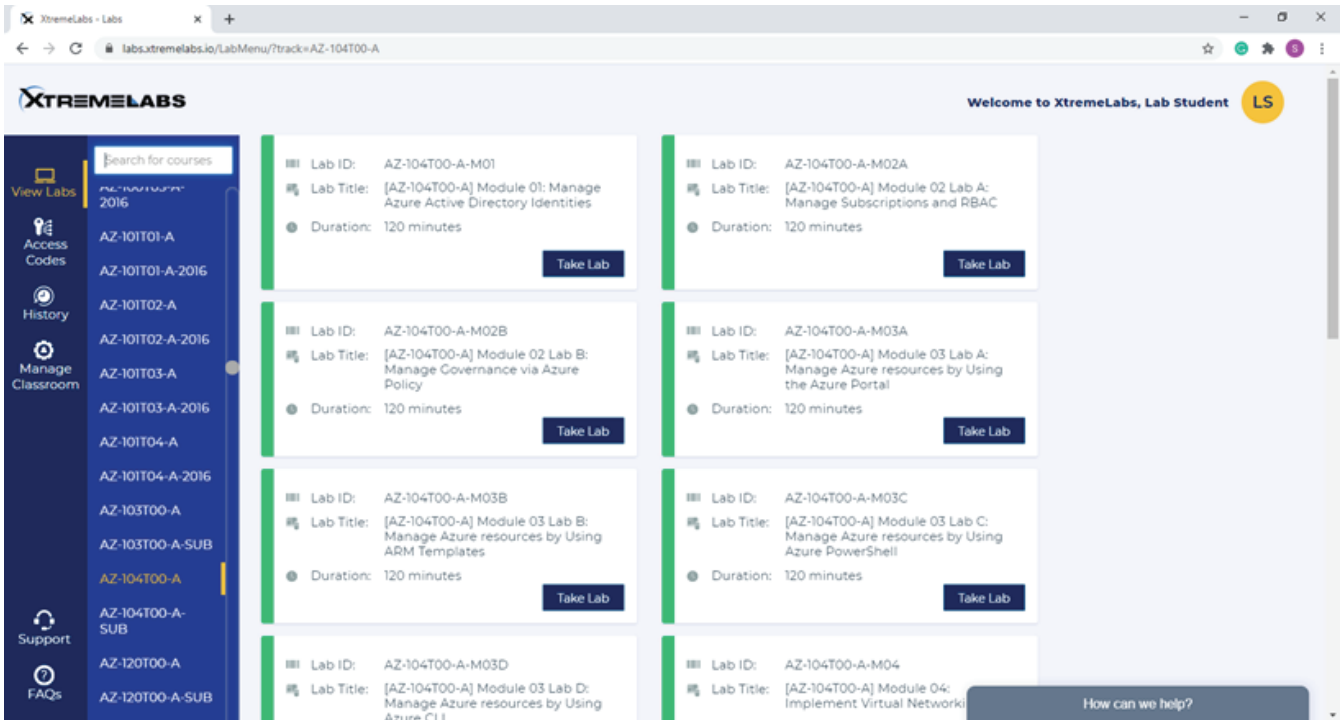 XtremeLabs - Labs
labs.xtremelabs.io/LabMenu/?track=AZ-104T00-A
S
XTREMELABS
Welcome to XtremeLabs, Lab Student
LS
View Labs
Access
Codes
History
Manage
Classroom
Support
FAQs
Search for courses
2016
AZ-101T01-A
AZ-101T01-A-2016
AZ-101T02-A
AZ-101T02-A-2016
AZ-101T03-A
AZ-101T03-A-2016
AZ-101T04-A
AZ-101T04-A-2016
AZ-103T00-A
AZ-103T00-A-SUB
AZ-104T00-A
AZ-104T00-A-
SUB
AZ-120T00-A
AZ-120T00-A-SUB
Lab ID: AZ-104T00-A-M01
Lab Title: [AZ-104T00-A] Module 01: Manage
Azure Active Directory Identities
Duration: 120 minutes
Take Lab
Lab ID: AZ-104T00-A-M02A
Lab Title: [AZ-104T00-A] Module 02 Lab A:
Manage Subscriptions and RBAC
Duration: 120 minutes
Take Lab
Lab ID: AZ-104T00-A-M02B
Lab Title: [AZ-104T00-A] Module 02 Lab B:
Manage Governance via Azure
Policy
Duration: 120 minutes
Take Lab
Lab ID: AZ-104T00-A-M03A
Lab Title: [AZ-104T00-A] Module 03 Lab A:
Manage Azure resources by Using
the Azure Portal
Duration: 120 minutes
Take Lab
Lab ID: AZ-104T00-A-M03B
Lab Title: [AZ-104T00-A] Module 03 Lab B:
Manage Azure resources by Using
ARM Templates
Duration: 120 minutes
Take Lab
Lab ID: AZ-104T00-A-M03C
Lab Title: [AZ-104T00-A] Module 03 Lab C:
Manage Azure resources by Using
Azure PowerShell
Duration: 120 minutes
Take Lab
Lab ID: AZ-104T00-A-M03D
Lab Title: [AZ-104T00-A] Module 03 Lab D:
Manage Azure resources by Using
Azure CLI
Lab ID: AZ-104T00-A-M04
Lab Title: [AZ-104T00-A] Module 04:
Implement Virtual Networki
How can we help?